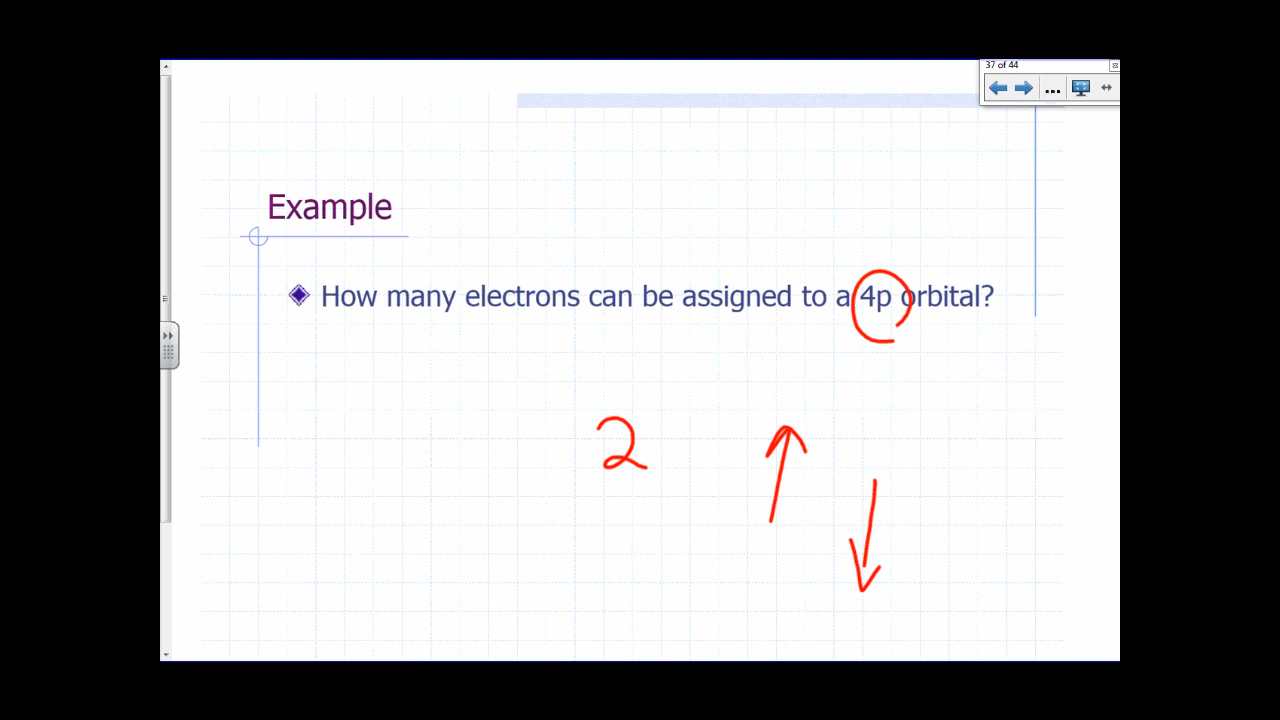 37 of 44
...
Example
How many electrons can be assigned to a 4p orbital?
2